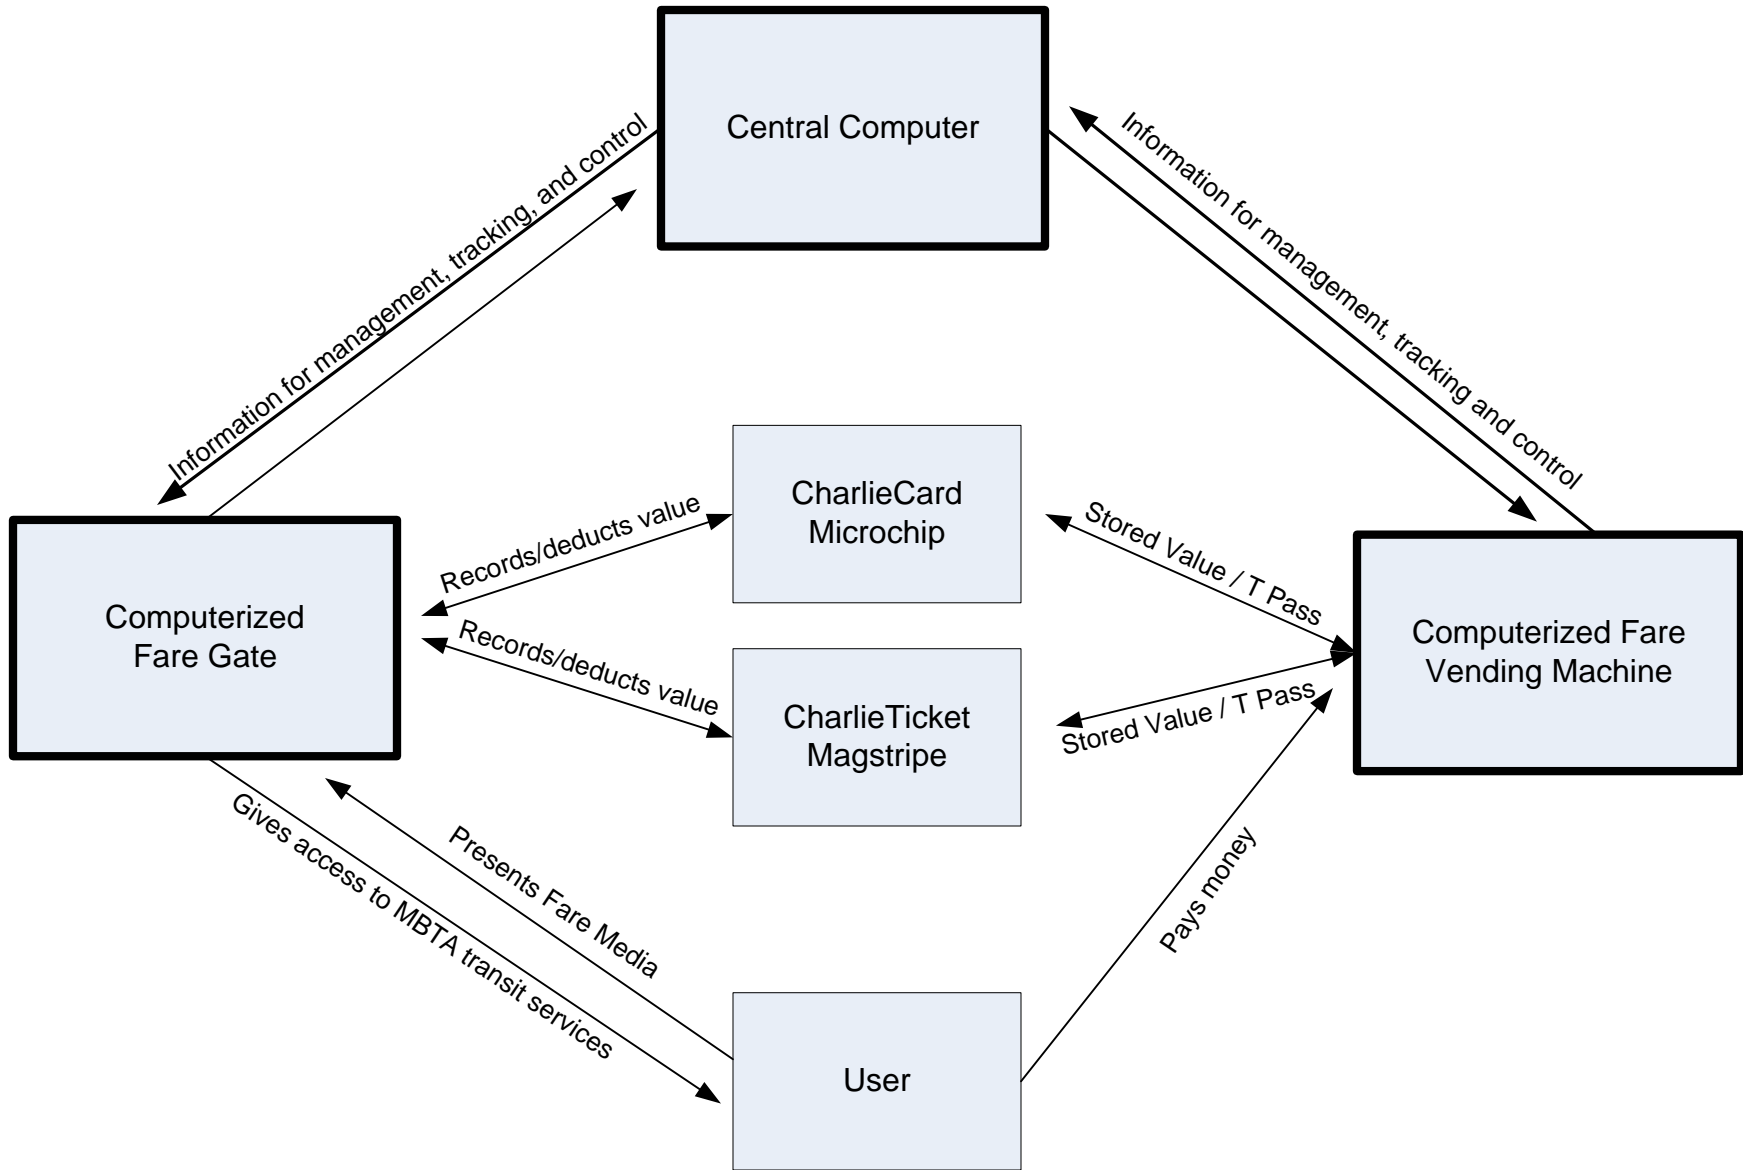 Central Computer
Information for management, tracking, and control
Information for management, tracking and control
CharlieCard
Microchip
Records/deducts value
Stored Value / T Pass
Computerized
Fare Gate
Computerized Fare
Vending Machine
Records/deducts value
CharlieTicket
Magstripe
Stored Value / T Pass
Presents Fare Media
Gives access to MBTA transit services
Pays money
User